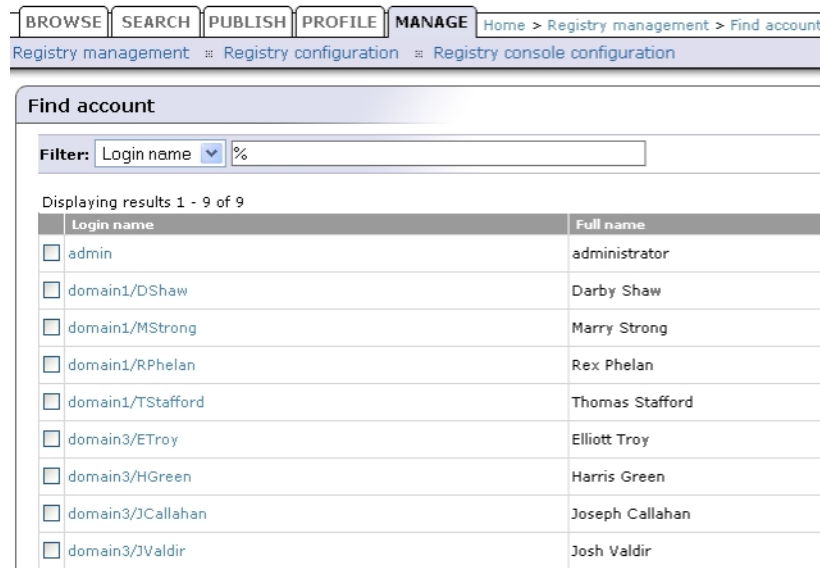 BROWSE SEARCH PUBLISH PROFILE MANAGE Home > Registry management > Find account
Registry management Registry configuration Registry console configuration
Find account
Filter: Login name %
Displaying results 1 - 9 of 9
Login name Full name
admin administrator
domain1/DShaw Darby Shaw
domain1/MStrong Marry Strong
domain1/RPhelan Rex Phelan
domain1/TStafford Thomas Stafford
domain3/ETroy Elliott Troy
domain3/HGreen Harris Green
domain3/JCallahan Joseph Callahan
domain3/JValdir Josh Valdir